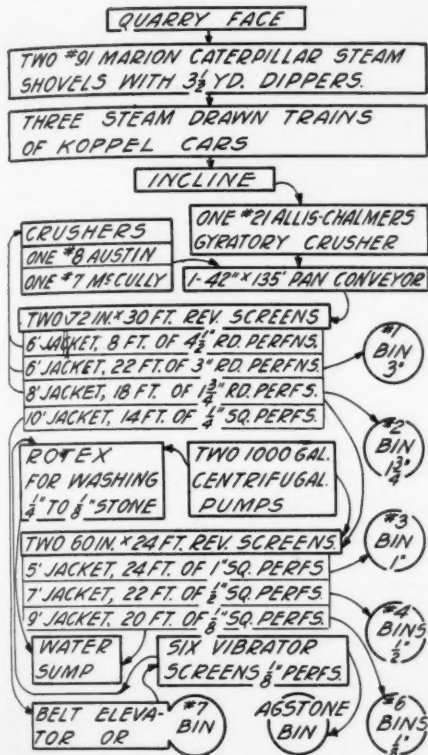 QUARRY FACE
TWO #91 MARION CATERPILLAR STEAM
SHOVELS WITH 3½ YD. DIPPERS.
THREE STEAM DRAWN TRAINS
OF KOPPEL CARS
INCLINE
CRUSHERS
ONE #8 AUSTIN
ONE #7 McCULLY
ONE #21 ALLIS-CHALMERS
GYRATORY CRUSHER
1-42"×135' PAN CONVEYOR
TWO 72 IN.×30 FT. REV. SCREENS
6' JACKET, 8 FT. OF 4½" RD. PERFNS.
6' JACKET, 22 FT. OF 3" RD. PERFNS.
8' JACKET, 18 FT. OF 1¾" RD. PERFS.
10' JACKET, 14 FT. OF ¼" SQ. PERFS.
#1
BIN
3"
#2
BIN
1¾"
ROTEX
FOR WASHING
¼" TO ⅛" STONE
TWO 1000 GAL.
CENTRIFUGAL
PUMPS
#3
BIN
1"
TWO 60 IN.×24 FT. REV. SCREENS.
5' JACKET, 24 FT. OF 1" SQ. PERFS
7' JACKET, 22 FT. OF ½" SQ. PERFS.
9' JACKET. 20 FT. OF ⅛" SQ. PERFS.
#4
BINS
½"
WATER
SUMP
SIX VIBRATOR
SCREENS ⅛" PERFS.
BELT ELEVA-
TOR OR
#7
BIN
AGSTONE
BIN
#6
BINS